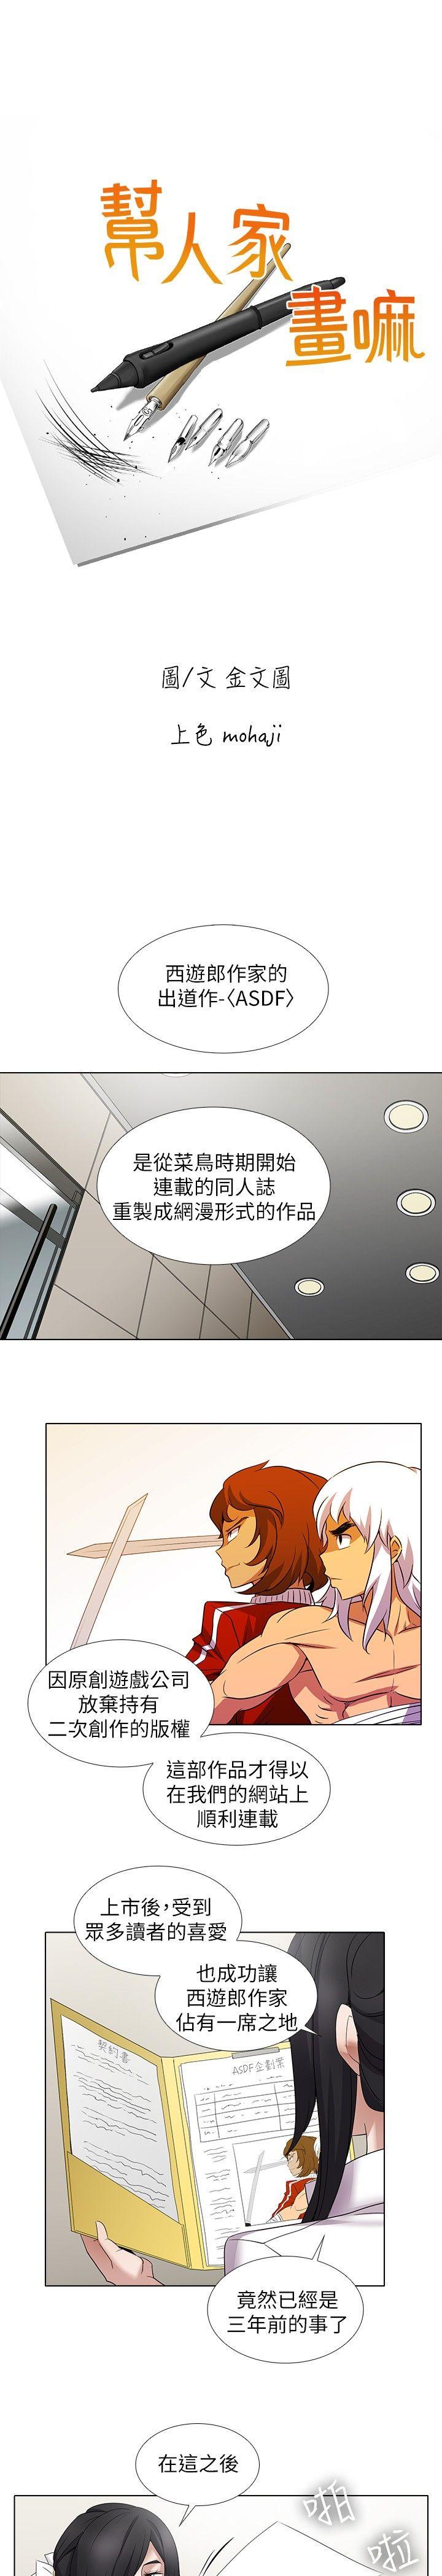 幫人家
畫嘛
圖/文 金文圖
上色 mohaji
西遊郎作家的
出道作-〈ASDF〉
是從菜鳥時期開始
連載的同人誌
重製成網漫形式的作品
因原創遊戲公司
放棄持有
二次創作的版權
這部作品才得以
在我們的網站上
順利連載
上市後，受到
眾多讀者的喜愛
也成功讓
西遊郎作家
佔有一席之地
契約書
ASDF企劃案
竟然已經是
三年前的事了
在這之後
啪
啦